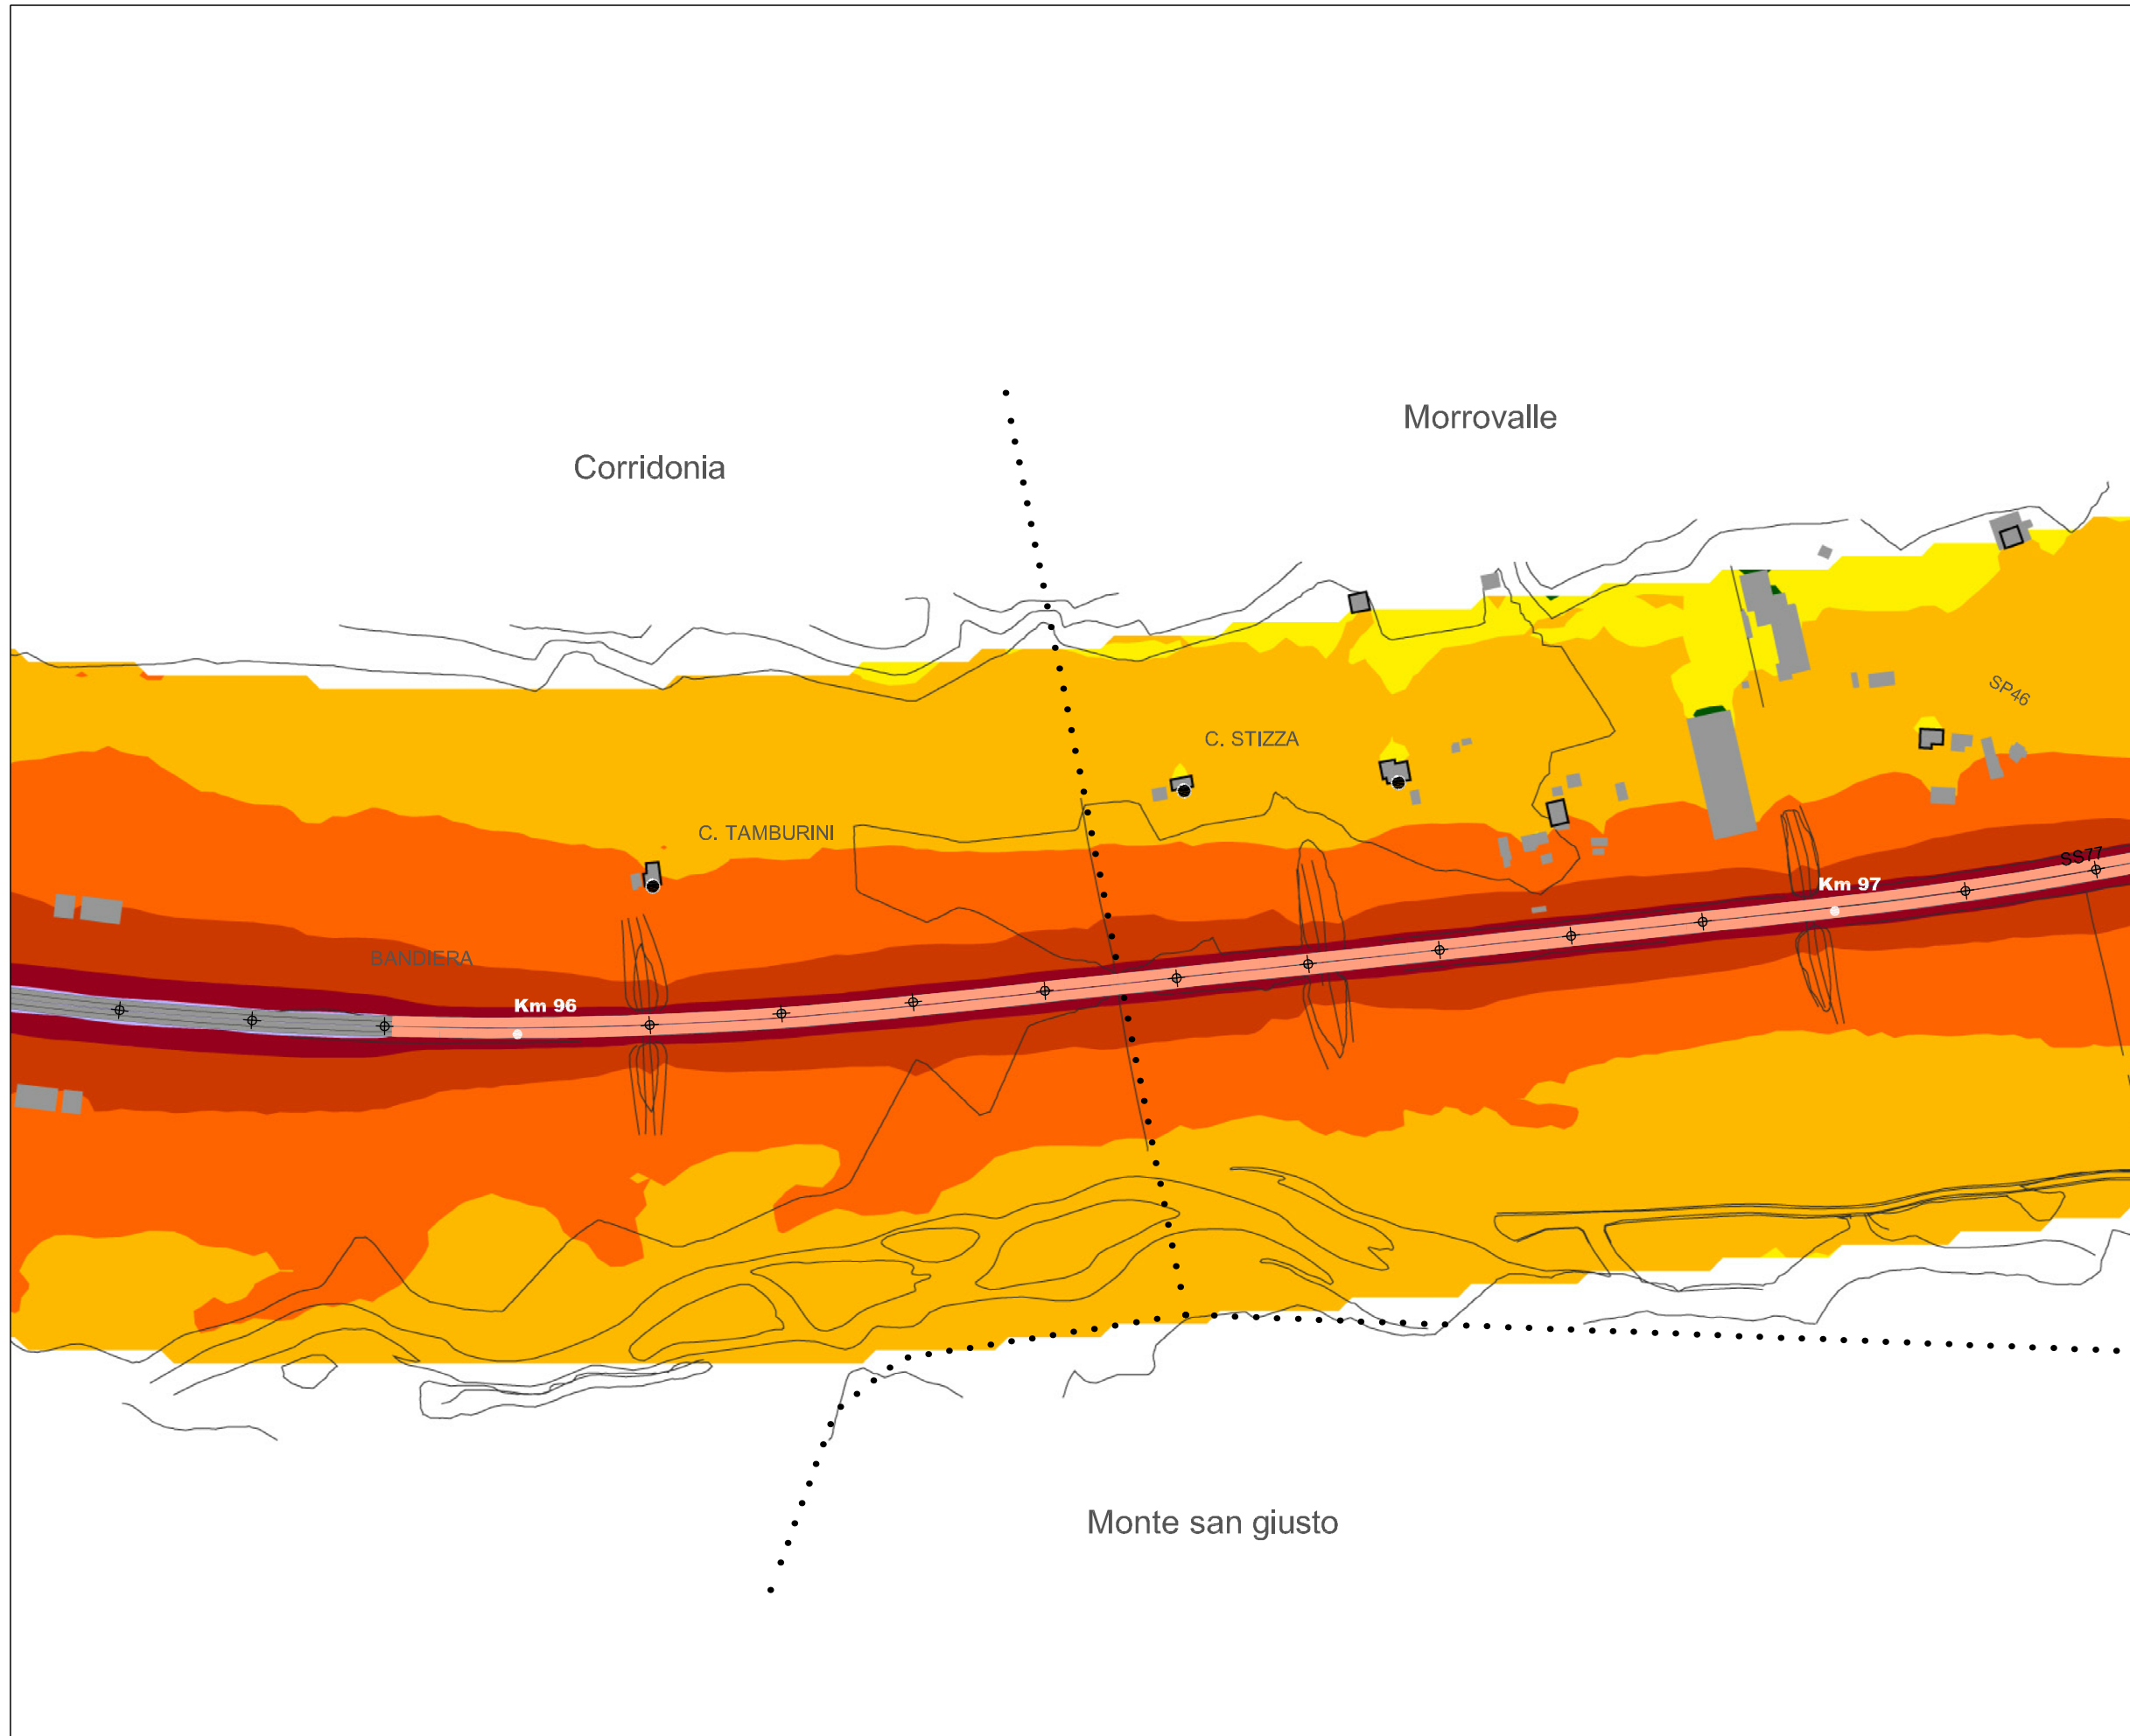 Morrovalle
Corridonia
SP46
C. STIZZA
C. TAMBURINI
SS77
Km 97
BANDIERA
Km 96
Monte san giusto